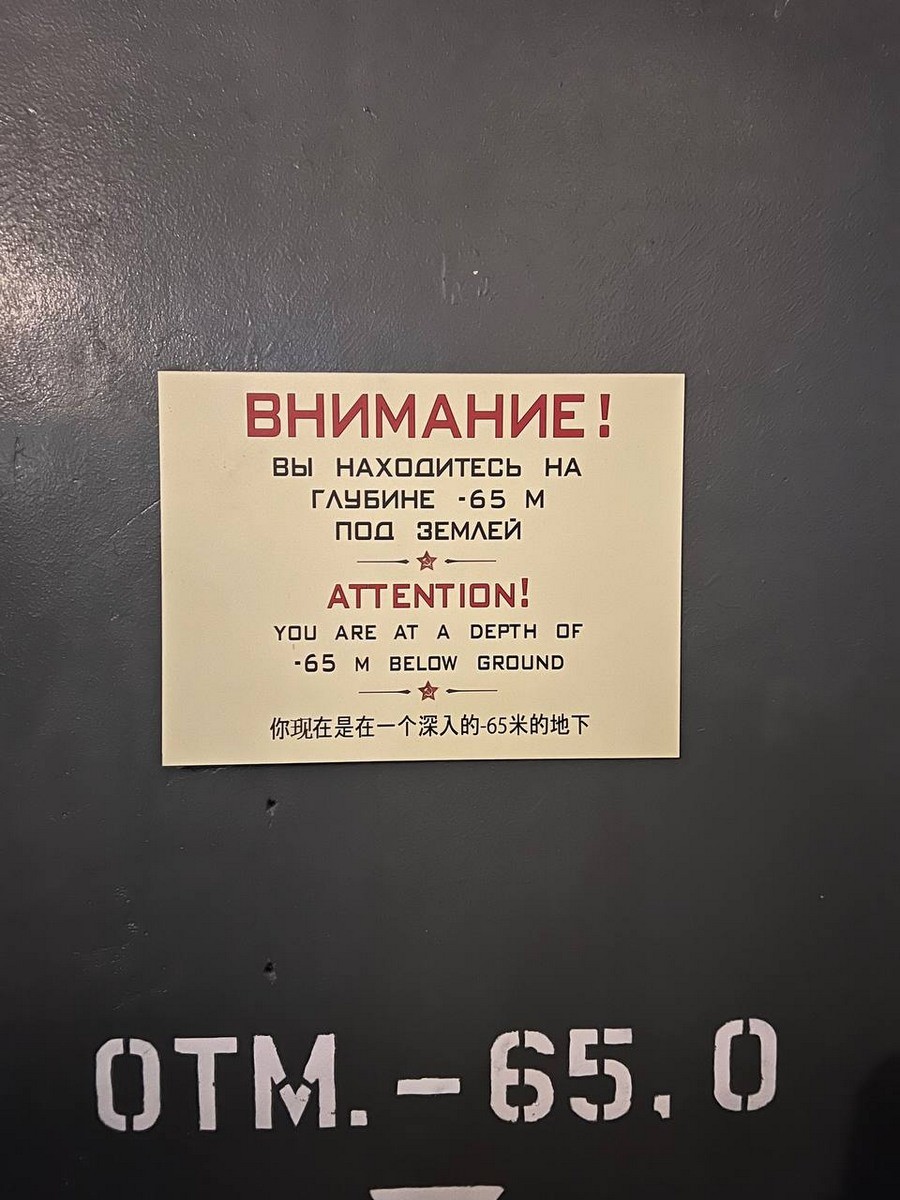 ВНИМАНИЕ!
ВЫ НАХОДИТЕСЬ НА
ГЛУБИНЕ -65 М
ПОД ЗЕМЛЕЙ
ATTENTION!
YOU ARE AT A DEPTH OF
-65 M BELOW GROUND
你现在是在一个深入的-65米的地下
ОТМ.-65,0